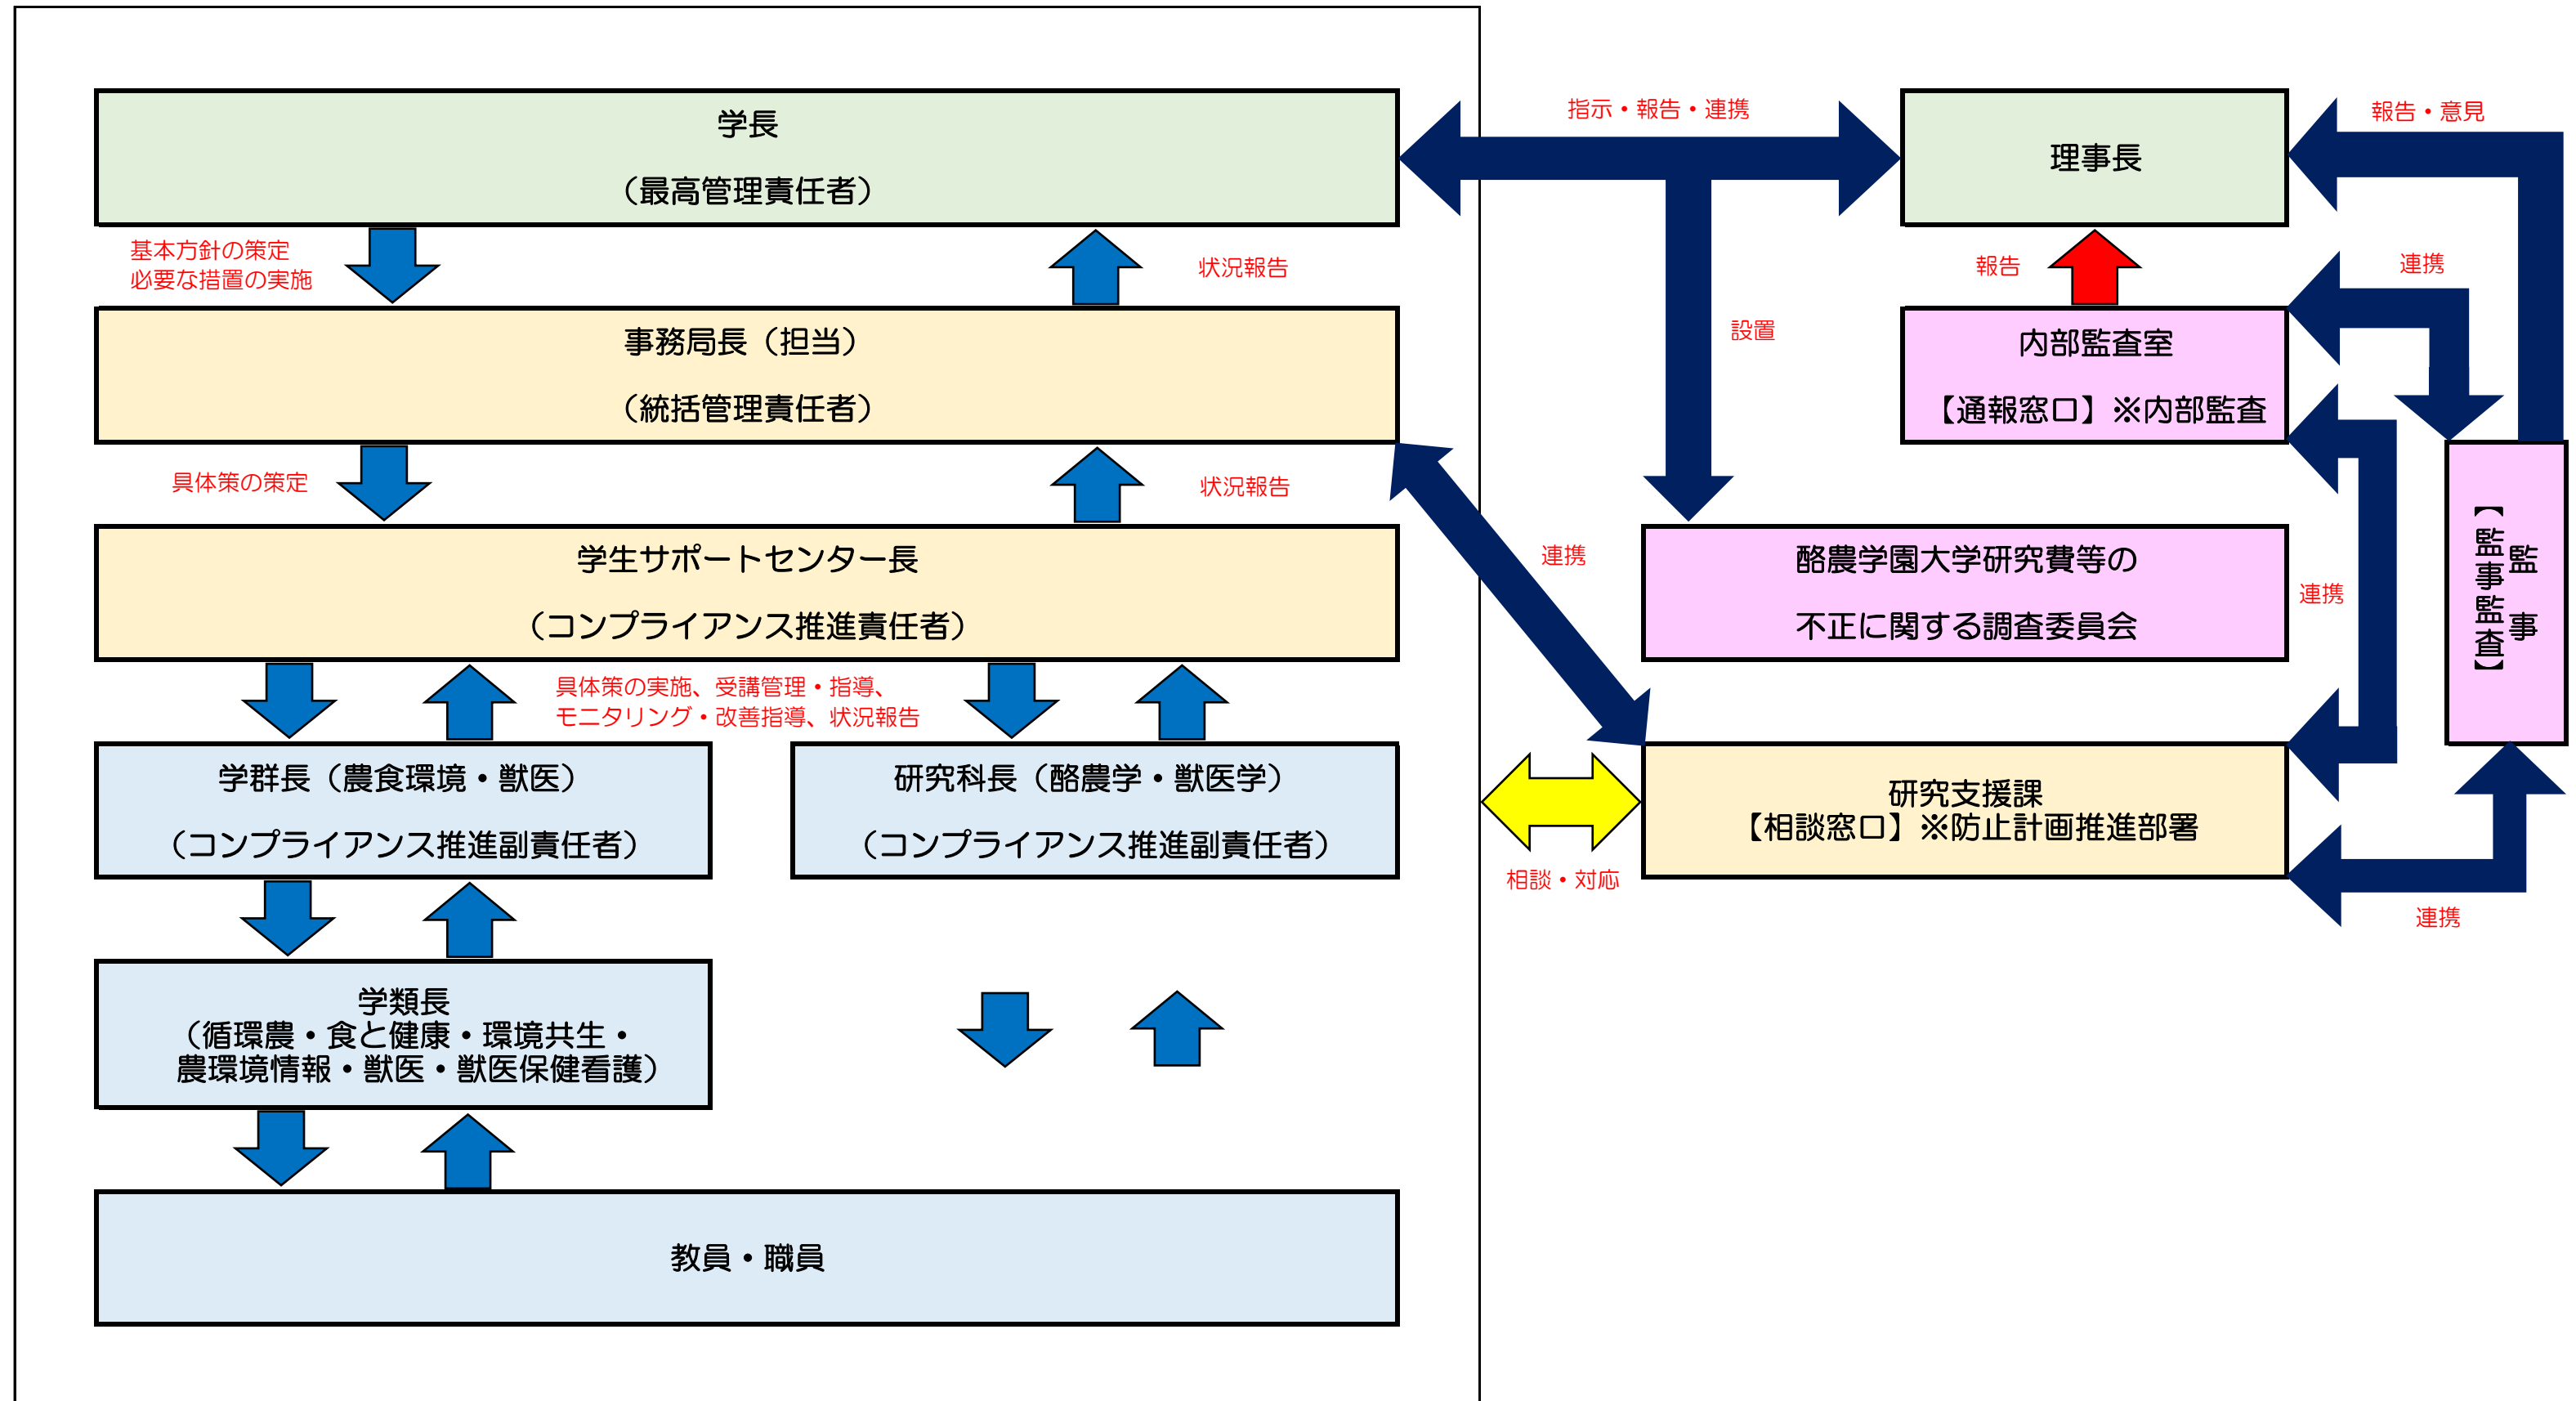 学長
（最高管理責任者）
指示・報告・連携
理事長
報告・意見
基本方針の策定
必要な措置の実施
状況報告
報告
連携
事務局長（担当）
（統括管理責任者）
設置
内部監査室
【通報窓口】※内部監査
具体策の策定
状況報告
連携
連携
学生サポートセンター長
（コンプライアンス推進責任者）
酪農学園大学研究費等の
不正に関する調査委員会
監　事
【監事監査】
具体策の実施、受講管理・指導、
モニタリング・改善指導、状況報告
学群長（農食環境・獣医）
（コンプライアンス推進副責任者）
研究科長（酪農学・獣医学）
（コンプライアンス推進副責任者）
相談・対応
研究支援課
【相談窓口】※防止計画推進部署
連携
学類長
（循環農・食と健康・環境共生・
農環境情報・獣医・獣医保健看護）
教員・職員